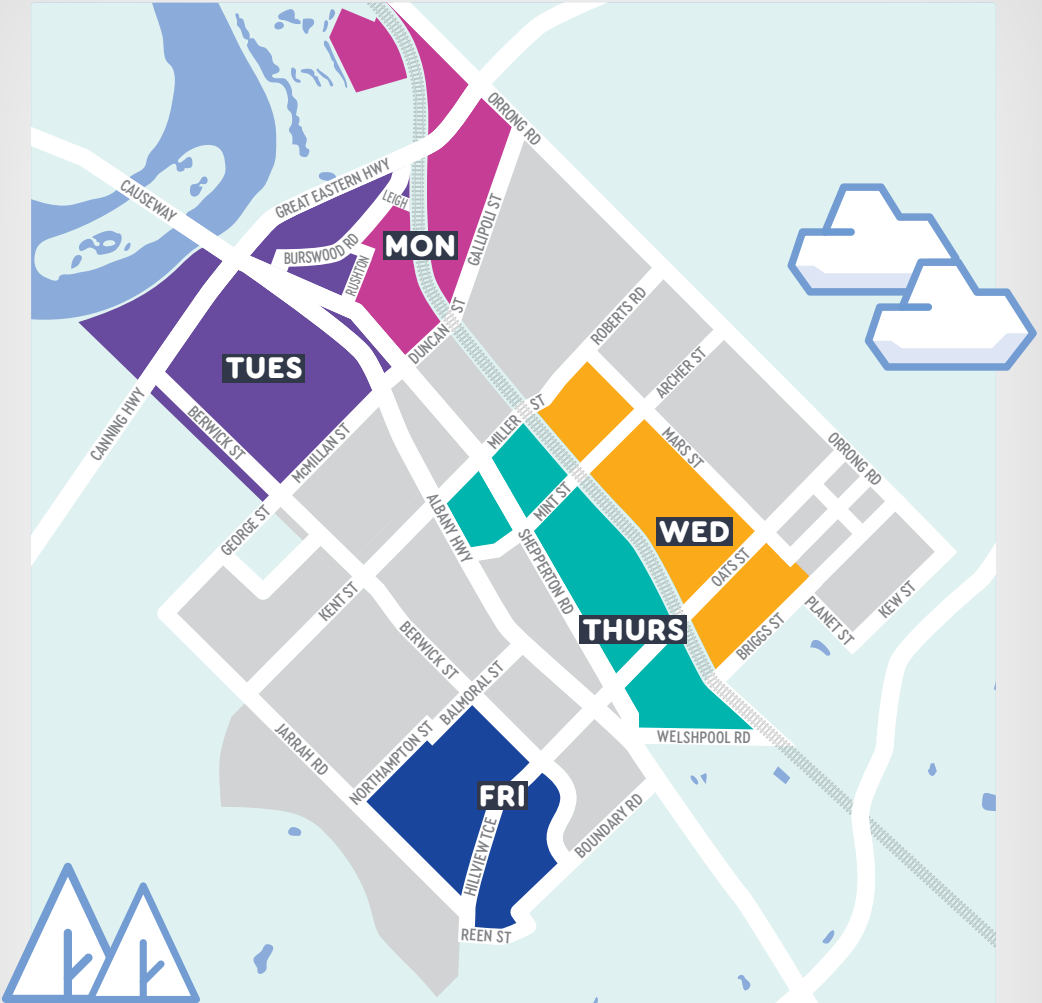 ORRONG RD
GREAT EASTERN HWY
CAUSEWAY
LEIGH
GALLIPOLI ST
MON
BURSWOOD RD
RUSHTON
ROBERTS RD
DUNCAN ST
TUES
ARCHER ST
CANNING HWY
MILLER ST
BERWICK ST
McMILLAN ST
MARS ST
ORRONG RD
MINT ST
ALBANY HWY
GEORGE ST
WED
SHEPPERTON RD
OATS ST
KENT ST
THURS
PLANET ST
KEW ST
BRIGGS ST
BERWICK ST
BALMORAL ST
WELSHPOOL RD
JARRAH RD
NORTHAMPTON ST
FRI
BOUNDARY RD
HILLVIEW TCE
REEN ST